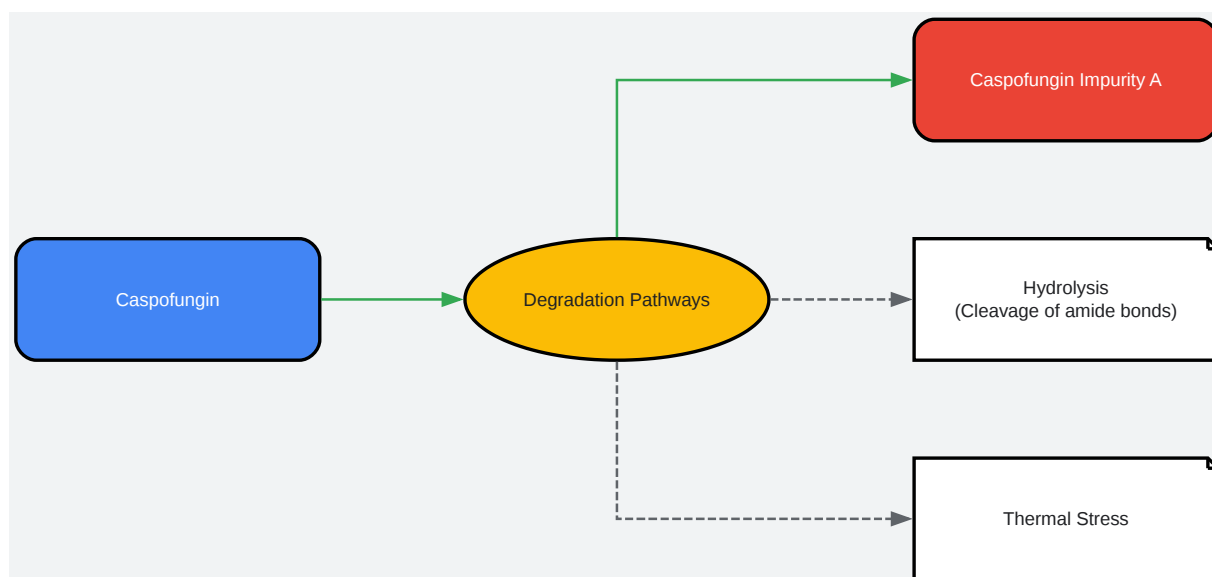 Caspofungin Impurity A
Caspofungin
Degradation Pathways
Hydrolysis
(Cleavage of amide bonds)
Thermal Stress